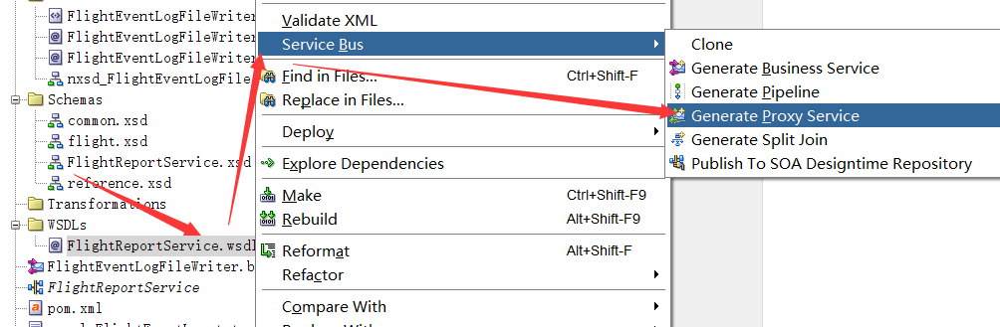 FlightEventLogFileWriter
FlightEventLogFileWriter
FlightEventLogFileWriter
nxsd_FlightEventLogFile
Schemas
common.xsd
flight.xsd
FlightReportService.xsd
reference.xsd
Transformations
WSDLs
FlightReportService.wsdl
FlightEventLogFileWriter.b
FlightReportService
pom.xml
Validate XML
Service Bus
Find in Files... Ctrl+Shift-F
Replace in Files...
Deploy
Explore Dependencies
Make Ctrl+Shift-F9
Rebuild Alt+Shift-F9
Reformat Alt+Shift-F
Refactor
Compare With
Clone
Generate Business Service
Generate Pipeline
Generate Proxy Service
Generate Split Join
Publish To SOA Designtime Repository